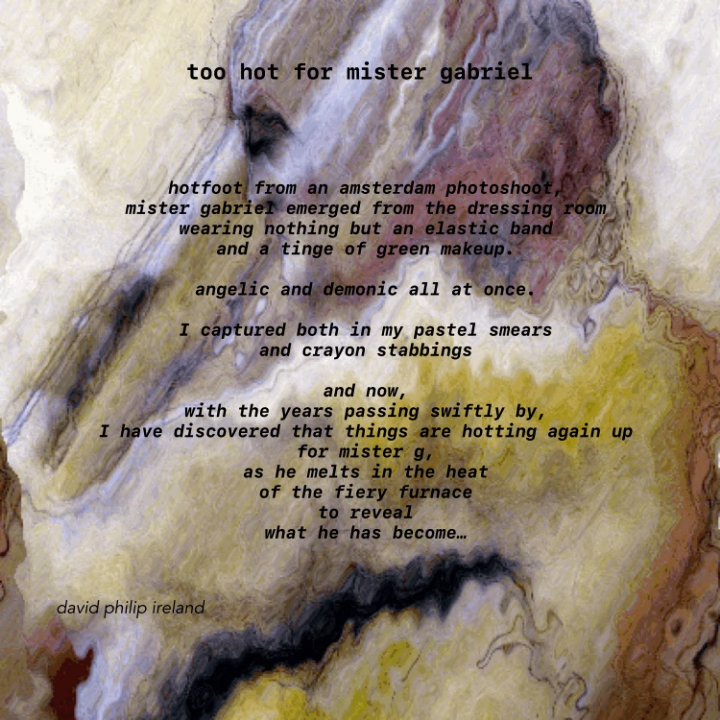 too hot for mister gabriel
hotfoot from an amsterdam photoshoot,
mister gabriel emerged from the dressing room
wearing nothing but an elastic band
and a tinge of green makeup.
angelic and demonic all at once.
I captured both in my pastel smears
and crayon stabbings
and now,
with the years passing swiftly by,
I have discovered that things are hotting again up
for mister g,
as he melts in the heat
of the fiery furnace
to reveal
what he has become…
david philip ireland